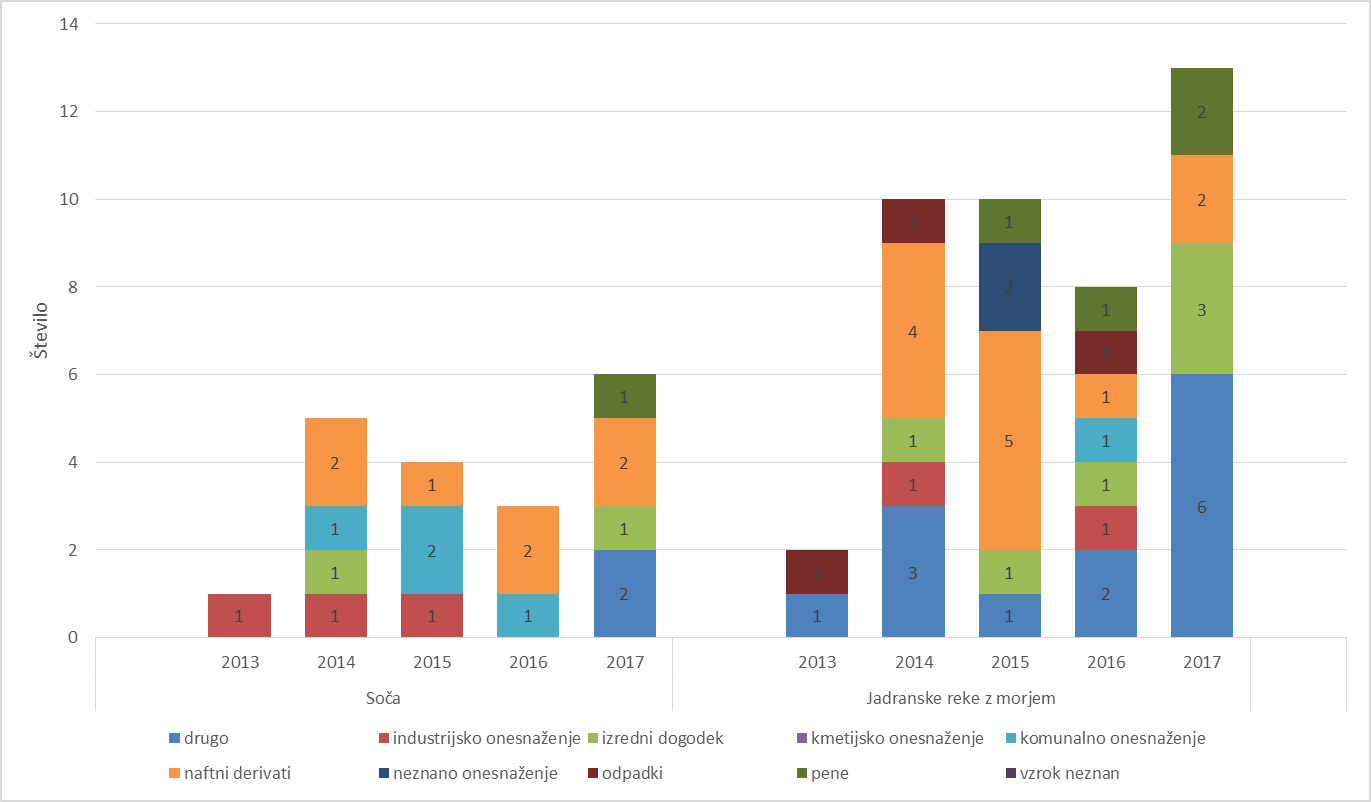 14
12
10
8
6
4
2
0
Število
1
1 1 1 2
1 2 1
1 2
2 1 2 1
1 1
3 1 1 4 1
1 1 5 2 1
2 1 1 1 1 1 1
6 3 2 2
2013 2014 2015 2016 2017 2013 2014 2015 2016 2017
Soča Jadranske reke z morjem
drugo industrijsko onesnaženje izredni dogodek kmetijsko onesnaženje komunalno onesnaženje
naftni derivati neznano onesnaženje odpadki pene vzrok neznan